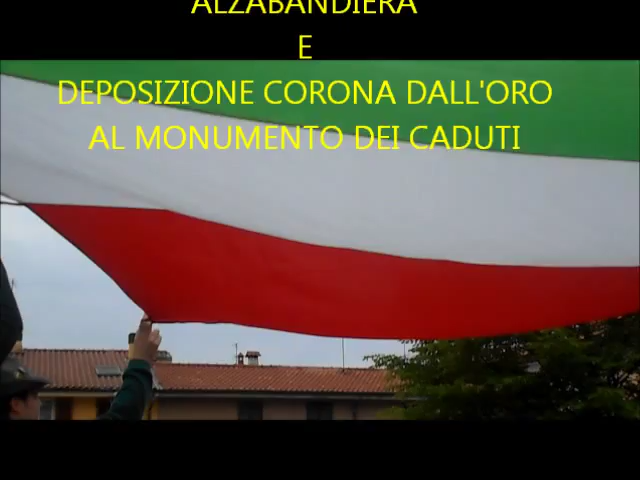 ALZABANDIERA
E
DEPOSIZIONE CORONA DALL'ORO
AL MONUMENTO DEI CADUTI